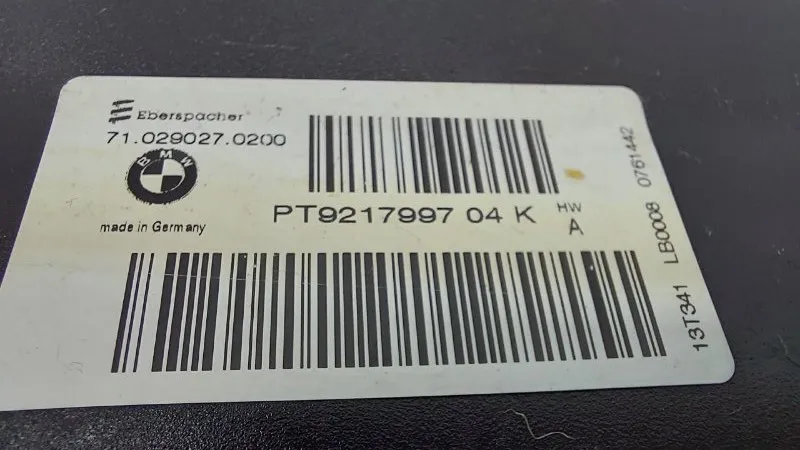 Eberspächer
71.029027.0200
BMW
made in Germany
PT9217997 04 K
HW
A
13T341 LB0008 0761442